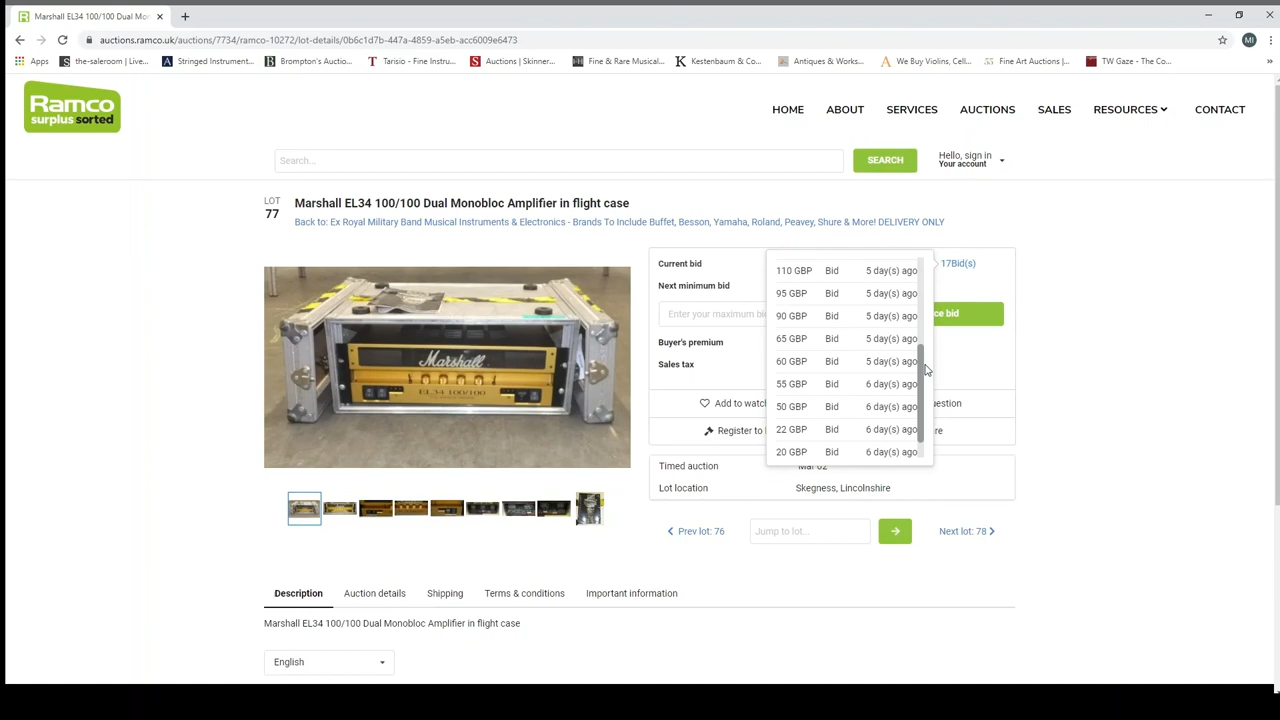 Marshall EL34 100/100 Dual Mo
auctions.ramco.uk/auctions/7734/ramco-10272/lot-details/0b6c1d7b-447a-4859-a5eb-acc6009e6473
MI
Apps the-saleroom | Live... Stringed Instrument... Brompton's Auctio... Tarisio - Fine Instru... Auctions | Skinner... Fine & Rare Musical... Kestenbaum & Co... Antiques & Works... We Buy Violins, Cell... Fine Art Auctions |... TW Gaze - The Co...
Ramco
surplus sorted
HOME ABOUT SERVICES AUCTIONS SALES RESOURCES CONTACT
Search... SEARCH
Hello, sign in
Your account
LOT
77
Marshall EL34 100/100 Dual Monobloc Amplifier in flight case
Back to: Ex Royal Military Band Musical Instruments & Electronics - Brands To Include Buffet, Besson, Yamaha, Roland, Peavey, Shure & More! DELIVERY ONLY
Marshall
EL34 100/100
Current bid 17Bid(s)
Next minimum bid
Enter your maximum bi ce bid
Buyer's premium
Sales tax
110 GBP Bid 5 day(s) ago
95 GBP Bid 5 day(s) ago
90 GBP Bid 5 day(s) ago
65 GBP Bid 5 day(s) ago
60 GBP Bid 5 day(s) ago
55 GBP Bid 6 day(s) ago
50 GBP Bid 6 day(s) ago
22 GBP Bid 6 day(s) ago
20 GBP Bid 6 day(s) ago
Add to watch estion
Register to re
Timed auction Mar 02
Lot location Skegness, Lincolnshire
Prev lot: 76 Jump to lot... Next lot: 78
Description Auction details Shipping Terms & conditions Important information
Marshall EL34 100/100 Dual Monobloc Amplifier in flight case
English